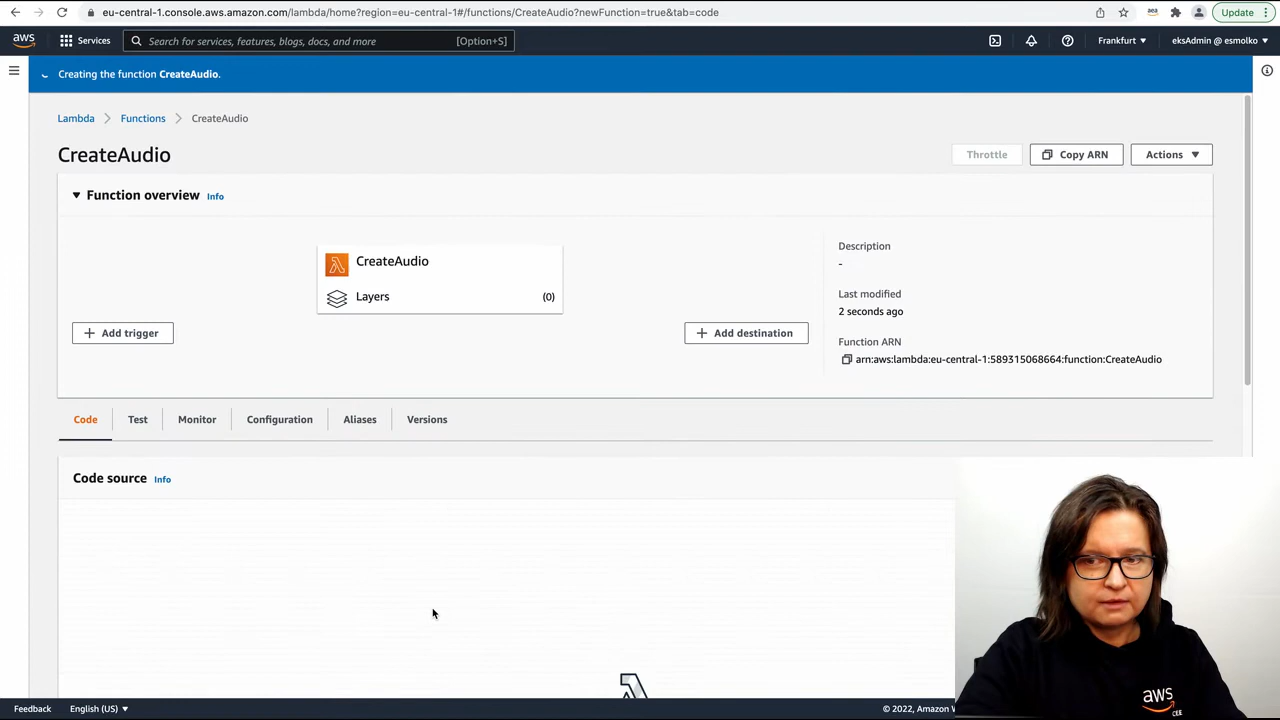 eu-central-1.console.aws.amazon.com/lambda/home?region=eu-central-1#/functions/CreateAudio?newFunction=true&tab=code
aea
Update
aws
Services
Search for services, features, blogs, docs, and more
[Option+S]
Frankfurt
eksAdmin @ esmolko
Creating the function CreateAudio.
Lambda
Functions
CreateAudio
CreateAudio
Throttle
Copy ARN
Actions
Function overview
Info
CreateAudio
Layers
(0)
Add trigger
Add destination
Description
-
Last modified
2 seconds ago
Function ARN
arn:aws:lambda:eu-central-1:589315068664:function:CreateAudio
Code
Test
Monitor
Configuration
Aliases
Versions
Code source
Info
aws
Feedback
English (US)
© 2022, Amazon W